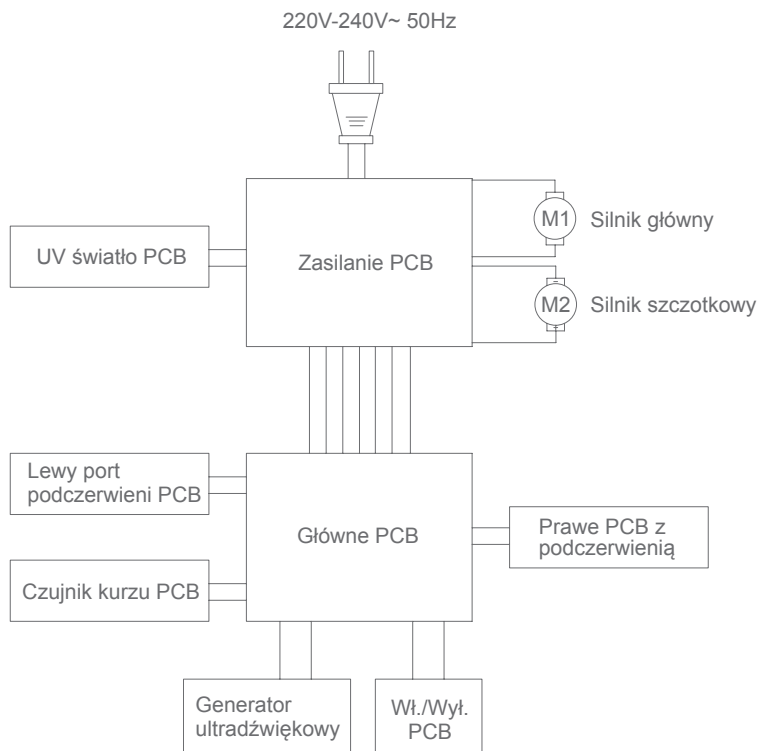 220V-240V~ 50Hz
M1
Silnik główny
UV światło PCB
Zasilanie PCB
M2
Silnik szczotkowy
Lewy port
podczerwieni PCB
Główne PCB
Prawe PCB z
podczerwienią
Czujnik kurzu PCB
Generator
ultradźwiękowy
Wł./Wył.
PCB